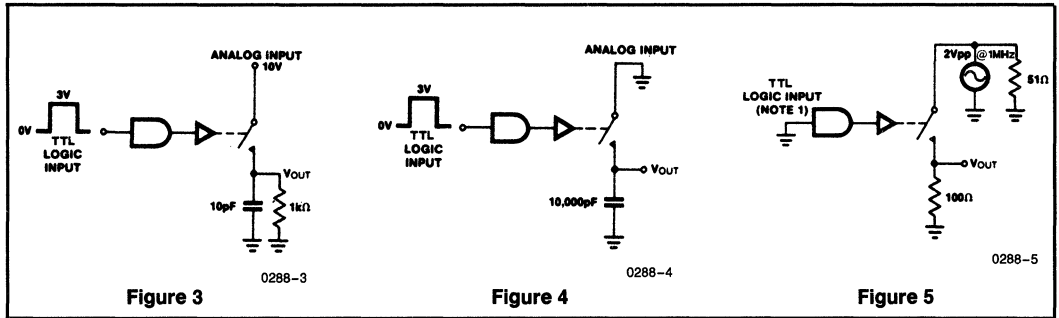 ANALOG INPUT
10V
3V
0V
TTL
LOGIC
INPUT
VOUT
10pF
1kΩ
0288-3
Figure 3
ANALOG INPUT
3V
0V
TTL
LOGIC
INPUT
VOUT
10,000pF
0288-4
Figure 4
2Vpp @1MHz
51Ω
TTL
LOGIC INPUT
(NOTE 1)
VOUT
100Ω
0288-5
Figure 5